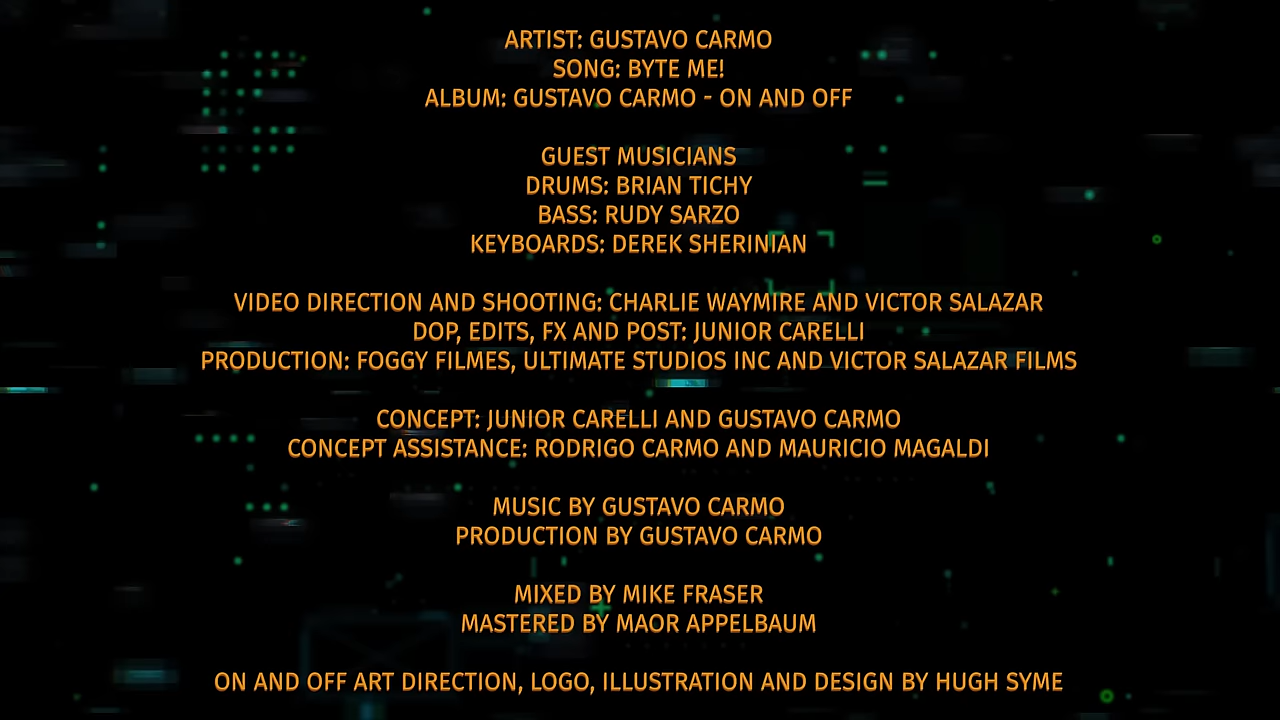 ARTIST: GUSTAVO CARMO
SONG: BYTE ME!
ALBUM: GUSTAVO CARMO - ON AND OFF
GUEST MUSICIANS
DRUMS: BRIAN TICHY
BASS: RUDY SARZO
KEYBOARDS: DEREK SHERINIAN
VIDEO DIRECTION AND SHOOTING: CHARLIE WAYMIRE AND VICTOR SALAZAR
DOP, EDITS, FX AND POST: JUNIOR CARELLI
PRODUCTION: FOGGY FILMES, ULTIMATE STUDIOS INC AND VICTOR SALAZAR FILMS
CONCEPT: JUNIOR CARELLI AND GUSTAVO CARMO
CONCEPT ASSISTANCE: RODRIGO CARMO AND MAURICIO MAGALDI
MUSIC BY GUSTAVO CARMO
PRODUCTION BY GUSTAVO CARMO
MIXED BY MIKE FRASER
MASTERED BY MAOR APPELBAUM
ON AND OFF ART DIRECTION, LOGO, ILLUSTRATION AND DESIGN BY HUGH SYME